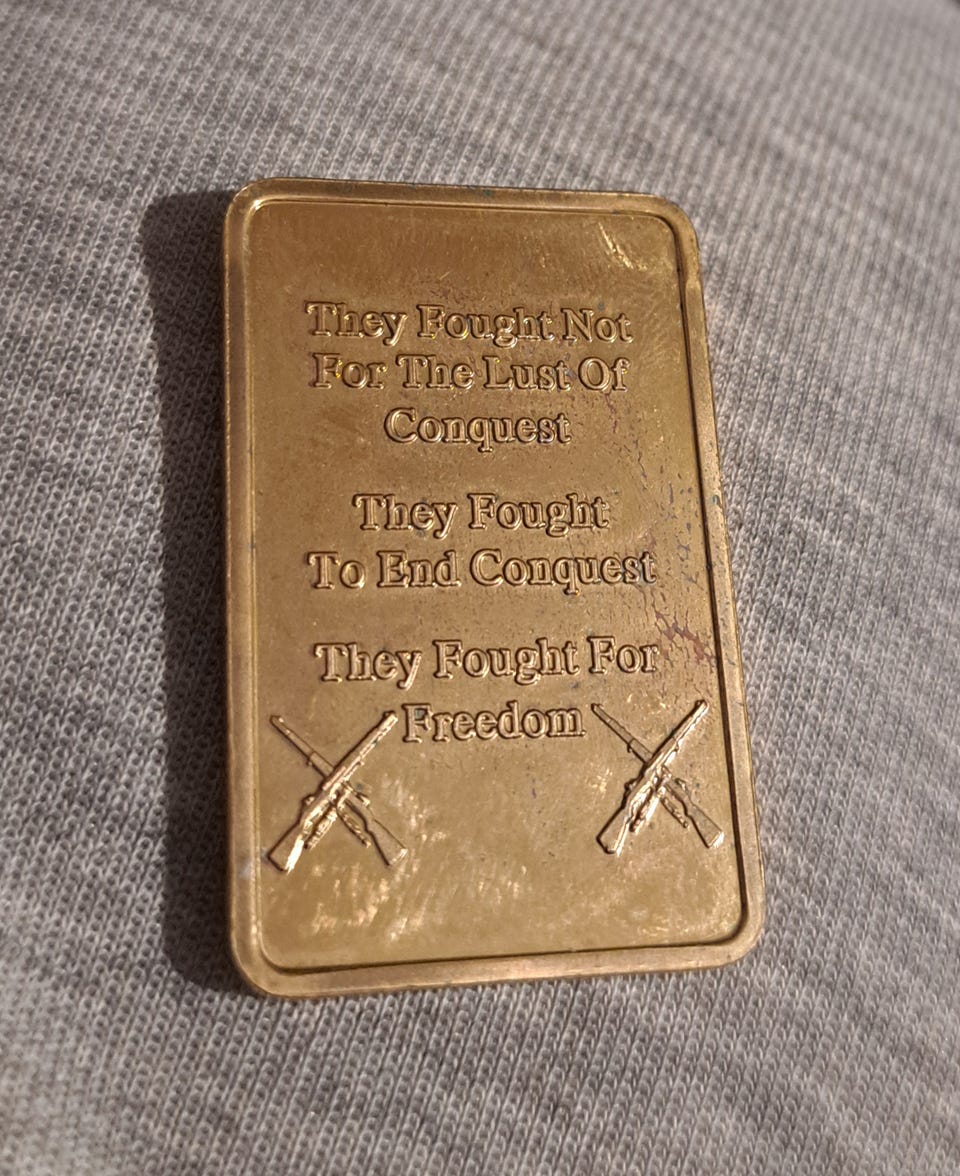 They Fought Not
For The Lust Of
Conquest
They Fought
To End Conquest
They Fought For
Freedom